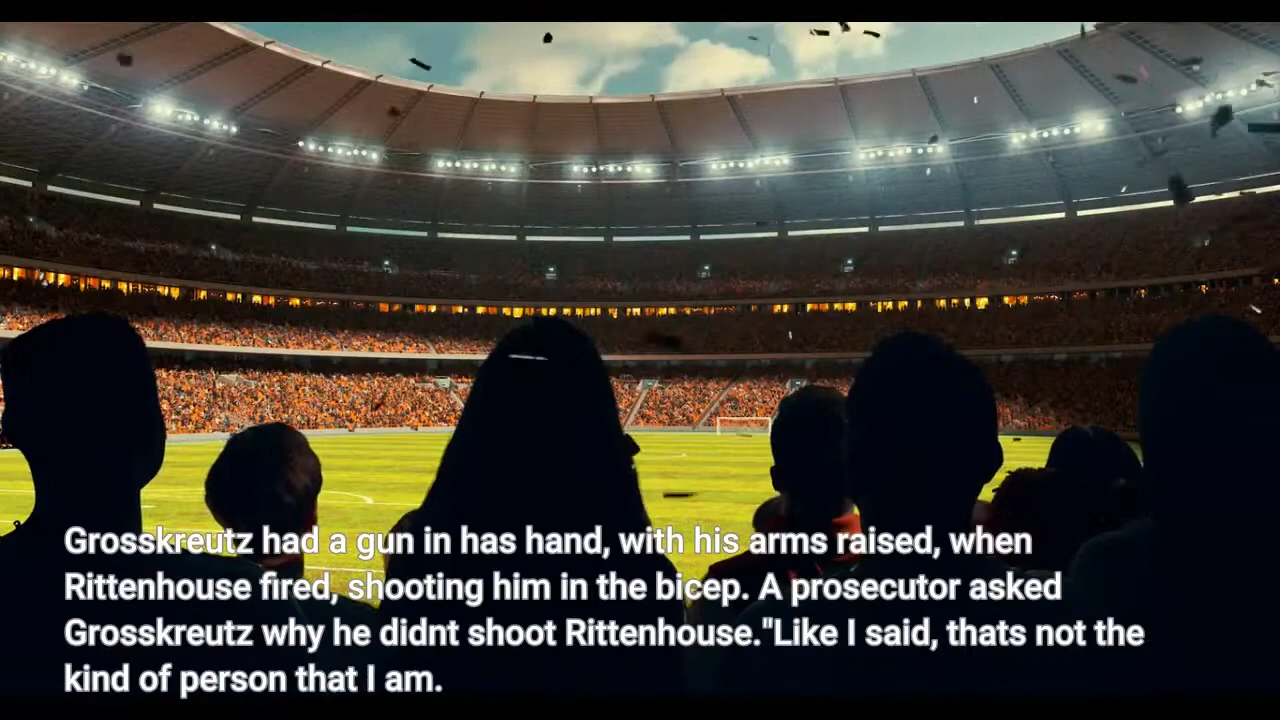 Grosskreutz had a gun in has hand, with his arms raised, when
Rittenhouse fired, shooting him in the bicep. A prosecutor asked
Grosskreutz why he didnt shoot Rittenhouse."Like I said, thats not the
kind of person that I am.